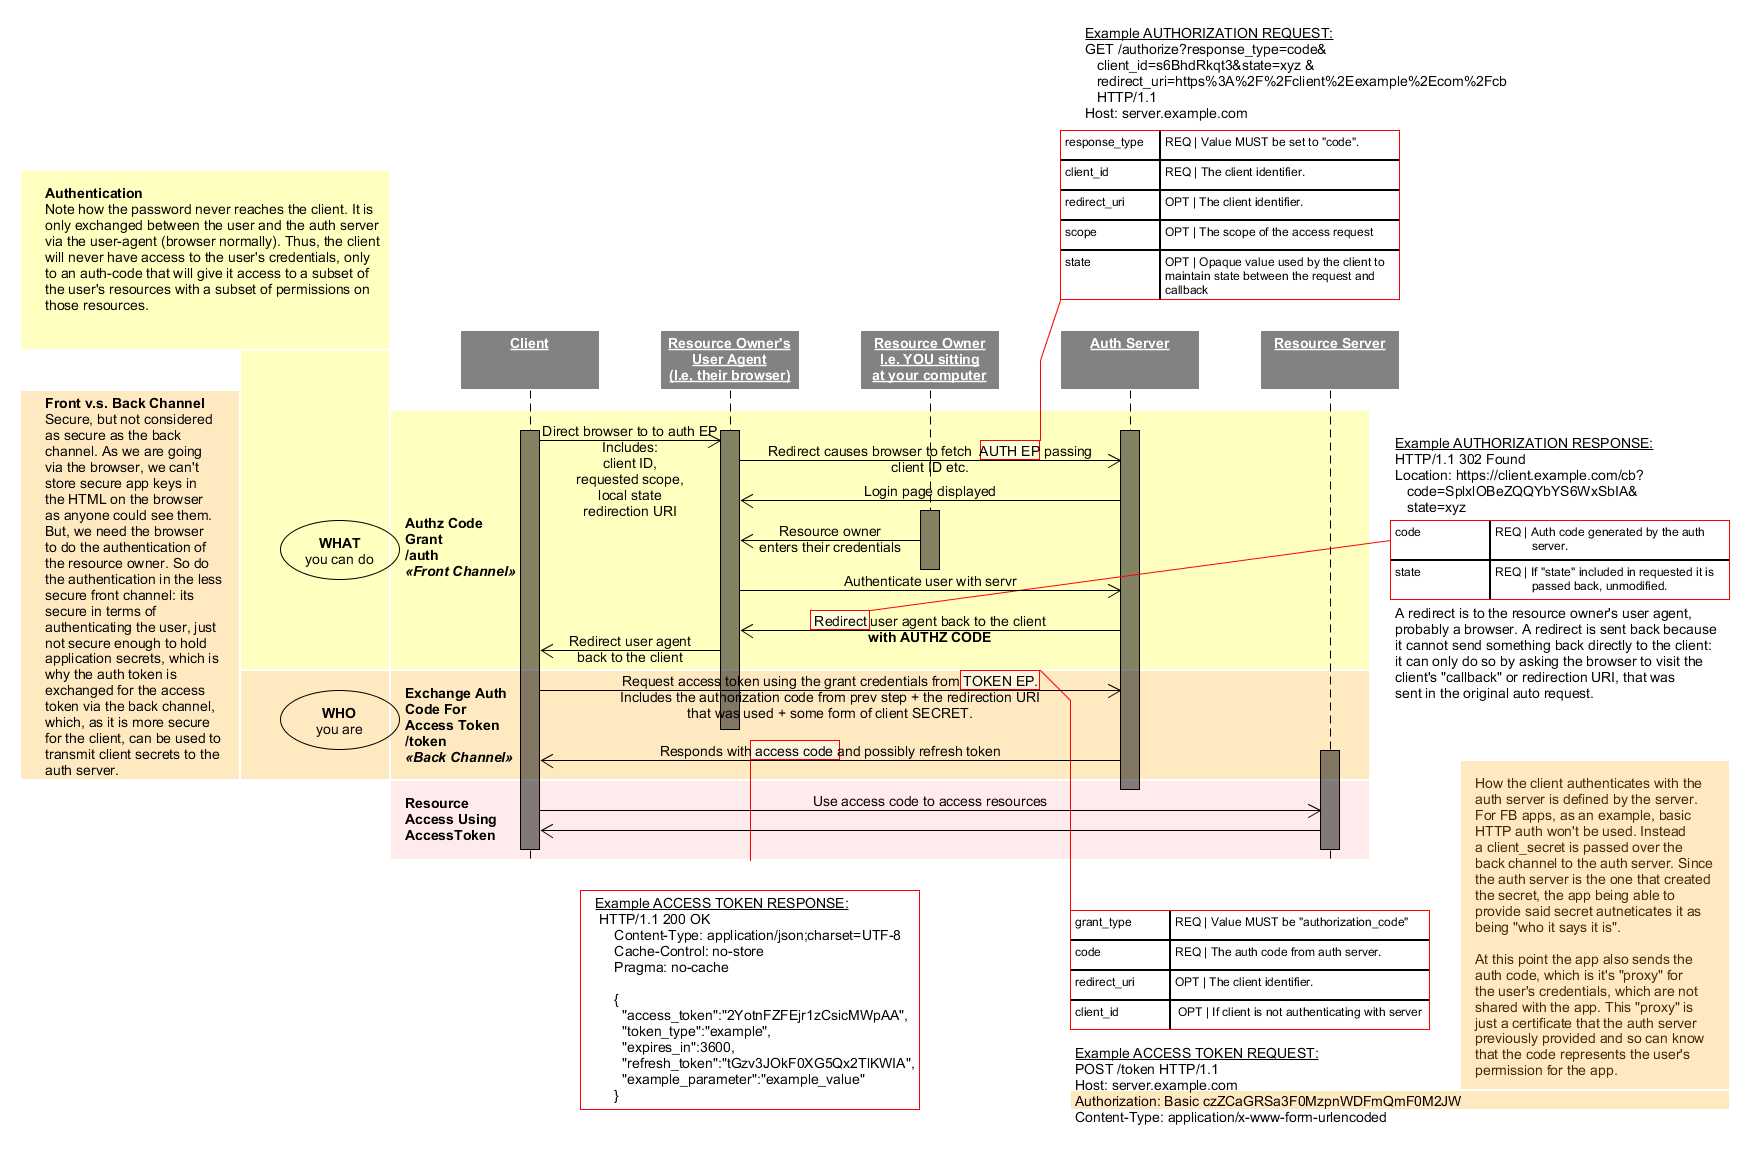 Example AUTHORIZATION REQUEST:
GET /authorize?response_type=code&
client_id=s6BhdRkqt3&state=xyz &
redirect_uri=https%3A%2F%2Fclient%2Eexample%2Ecom%2Fcb
HTTP/1.1
Host: server.example.com
response_type REQ | Value MUST be set to "code".
client_id REQ | The client identifier.
redirect_uri OPT | The client identifier.
scope OPT | The scope of the access request
state OPT | Opaque value used by the client to
maintain state between the request and
callback
Authentication
Note how the password never reaches the client. It is
only exchanged between the user and the auth server
via the user-agent (browser normally). Thus, the client
will never have access to the user's credentials, only
to an auth-code that will give it access to a subset of
the user's resources with a subset of permissions on
those resources.
Front v.s. Back Channel
Secure, but not considered
as secure as the back
channel. As we are going
via the browser, we can't
store secure app keys in
the HTML on the browser
as anyone could see them.
But, we need the browser
to do the authentication of
the resource owner. So do
the authentication in the less
secure front channel: its
secure in terms of
authenticating the user, just
not secure enough to hold
application secrets, which is
why the auth token is
exchanged for the access
token via the back channel,
which, as it is more secure
for the client, can be used to
transmit client secrets to the
auth server.
Client
Resource Owner's
User Agent
(I.e. their browser)
Resource Owner
I.e. YOU sitting
at your computer
Auth Server
Resource Server
WHAT
you can do
Authz Code
Grant
/auth
«Front Channel»
Direct browser to to auth EP
Includes:
client ID,
requested scope,
local state
redirection URI
Redirect causes browser to fetch AUTH EP passing
client ID etc.
Login page displayed
Resource owner
enters their credentials
Authenticate user with servr
Redirect user agent back to the client
with AUTHZ CODE
Redirect user agent
back to the client
WHO
you are
Exchange Auth
Code For
Access Token
/token
«Back Channel»
Request access token using the grant credentials from TOKEN EP.
Includes the authorization code from prev step + the redirection URI
that was used + some form of client SECRET.
Responds with access code and possibly refresh token
Resource
Access Using
AccessToken
Use access code to access resources
Example AUTHORIZATION RESPONSE:
HTTP/1.1 302 Found
Location: https://client.example.com/cb?
code=SplxlOBeZQQYbYS6WxSbIA&
state=xyz
code REQ | Auth code generated by the auth
server.
state REQ | If "state" included in requested it is
passed back, unmodified.
A redirect is to the resource owner's user agent,
probably a browser. A redirect is sent back because
it cannot send something back directly to the client:
it can only do so by asking the browser to visit the
client's "callback" or redirection URI, that was
sent in the original auto request.
How the client authenticates with the
auth server is defined by the server.
For FB apps, as an example, basic
HTTP auth won't be used. Instead
a client_secret is passed over the
back channel to the auth server. Since
the auth server is the one that created
the secret, the app being able to
provide said secret autneticates it as
being "who it says it is".
At this point the app also sends the
auth code, which is it's "proxy" for
the user's credentials, which are not
shared with the app. This "proxy" is
just a certificate that the auth server
previously provided and so can know
that the code represents the user's
permission for the app.
Example ACCESS TOKEN RESPONSE:
HTTP/1.1 200 OK
Content-Type: application/json;charset=UTF-8
Cache-Control: no-store
Pragma: no-cache
{
"access_token":"2YotnFZFEjr1zCsicMWpAA",
"token_type":"example",
"expires_in":3600,
"refresh_token":"tGzv3JOkF0XG5Qx2TlKWIA",
"example_parameter":"example_value"
}
grant_type REQ | Value MUST be "authorization_code"
code REQ | The auth code from auth server.
redirect_uri OPT | The client identifier.
client_id OPT | If client is not authenticating with server
Example ACCESS TOKEN REQUEST:
POST /token HTTP/1.1
Host: server.example.com
Authorization: Basic czZCaGRSa3F0MzpnWDFmQmF0M2JW
Content-Type: application/x-www-form-urlencoded